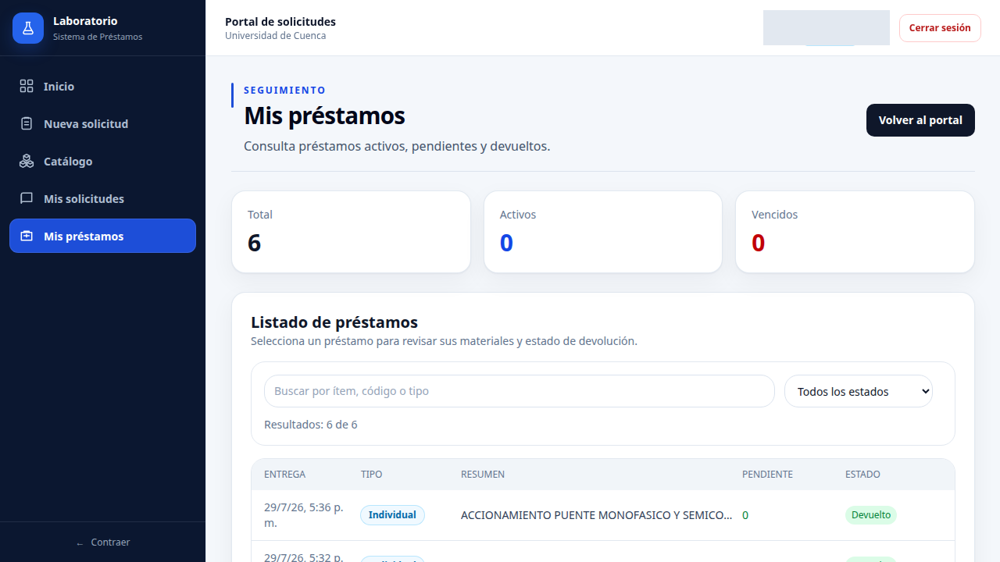 Laboratorio
Sistema de Préstamos
Inicio
Nueva solicitud
Catálogo
Mis solicitudes
Mis préstamos
← Contraer
Portal de solicitudes
Universidad de Cuenca
Cerrar sesión
SEGUIMIENTO
Mis préstamos
Consulta préstamos activos, pendientes y devueltos.
Volver al portal
Total
6
Activos
0
Vencidos
0
Listado de préstamos
Selecciona un préstamo para revisar sus materiales y estado de devolución.
Buscar por ítem, código o tipo
Todos los estados
Resultados: 6 de 6
ENTREGA TIPO RESUMEN PENDIENTE ESTADO
29/7/26, 5:36 p. m. Individual ACCIONAMIENTO PUENTE MONOFASICO Y SEMICO... 0 Devuelto
29/7/26, 5:32 p.